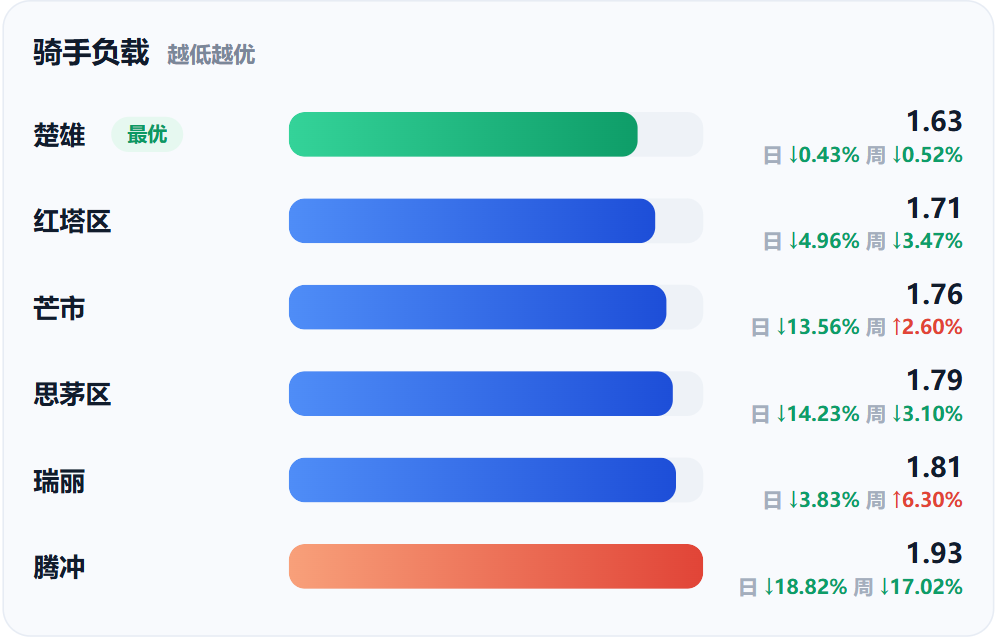 骑手负载 越低越优
楚雄 最优 1.63
日 ↓0.43% 周 ↓0.52%
红塔区 1.71
日 ↓4.96% 周 ↓3.47%
芒市 1.76
日 ↓13.56% 周 ↑2.60%
思茅区 1.79
日 ↓14.23% 周 ↓3.10%
瑞丽 1.81
日 ↓3.83% 周 ↑6.30%
腾冲 1.93
日 ↓18.82% 周 ↓17.02%